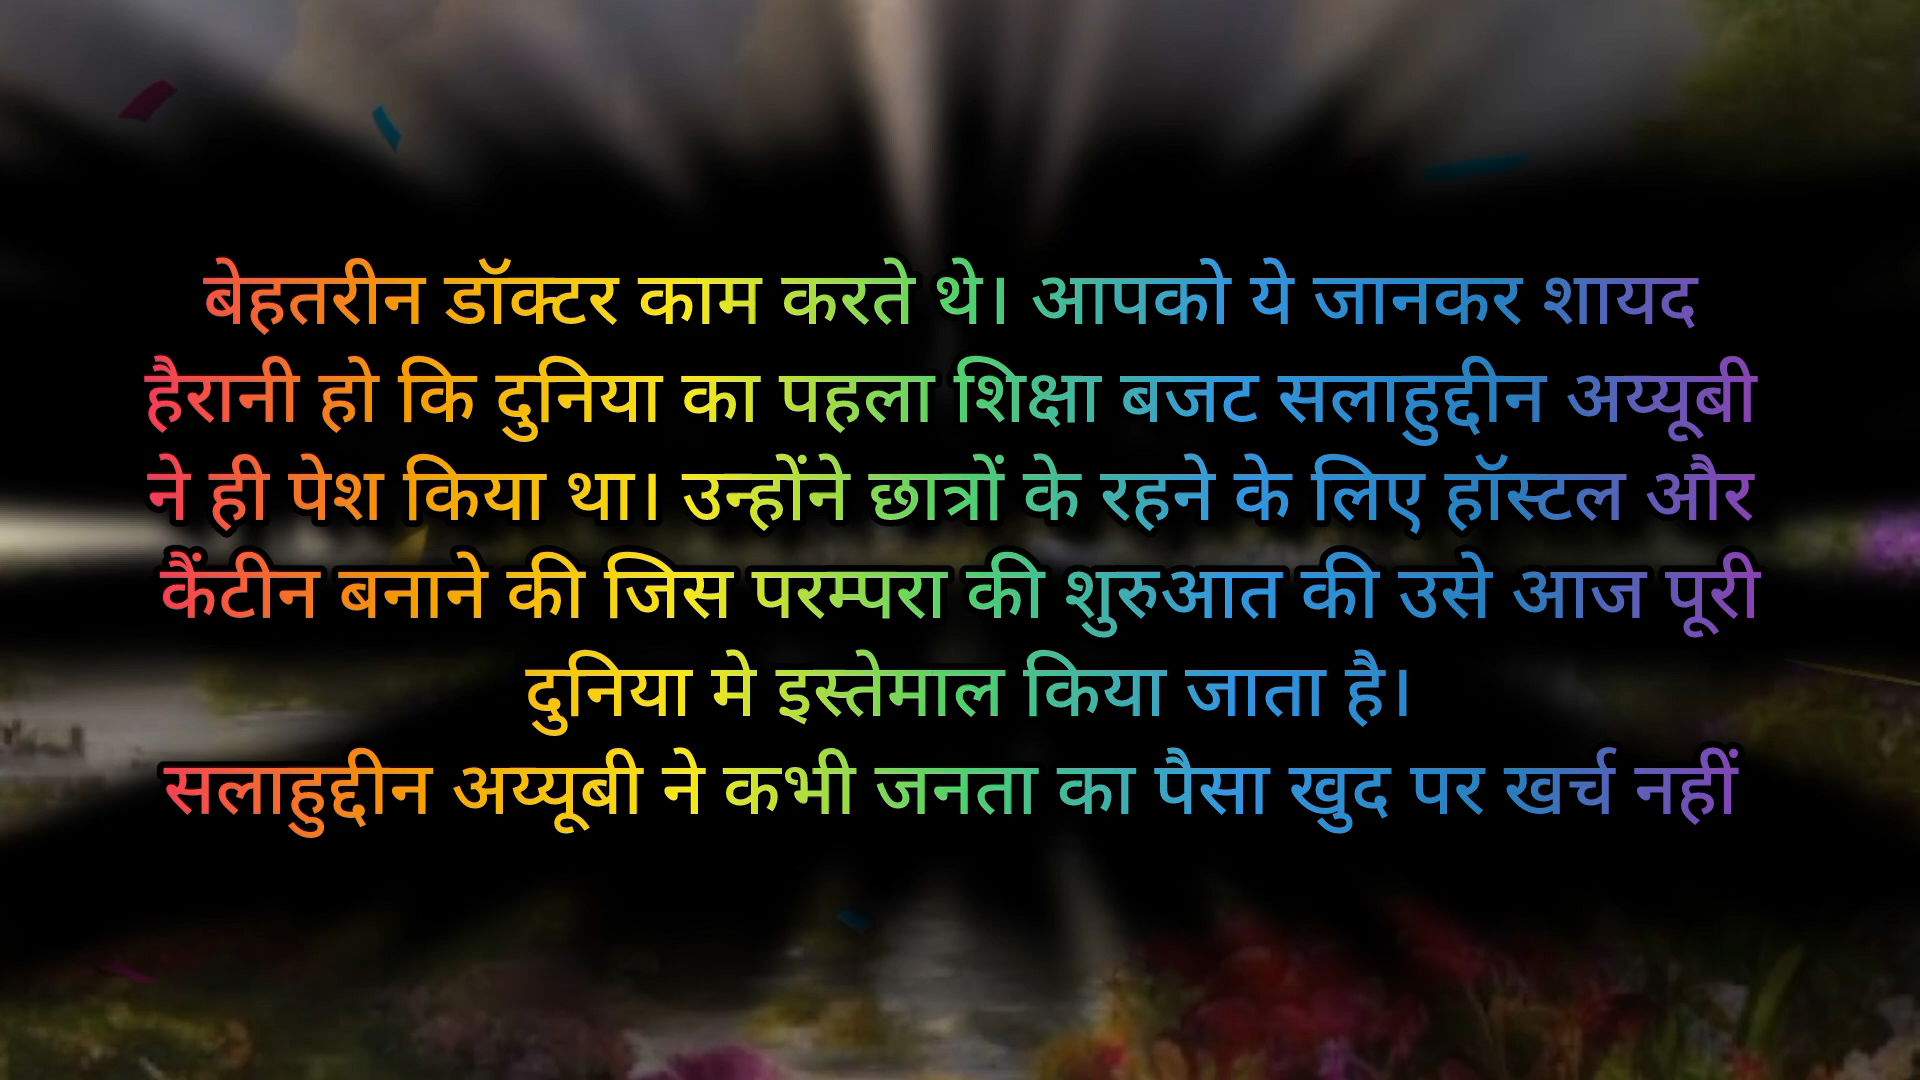 बेहतरीन डॉक्टर काम करते थे। आपको ये जानकर शायद
हैरानी हो कि दुनिया का पहला शिक्षा बजट सलाहुद्दीन अय्यूबी
ने ही पेश किया था। उन्होंने छात्रों के रहने के लिए हॉस्टल और
कैंटीन बनाने की जिस परम्परा की शुरुआत की उसे आज पूरी
दुनिया मे इस्तेमाल किया जाता है।
सलाहुद्दीन अय्यूबी ने कभी जनता का पैसा खुद पर खर्च नहीं